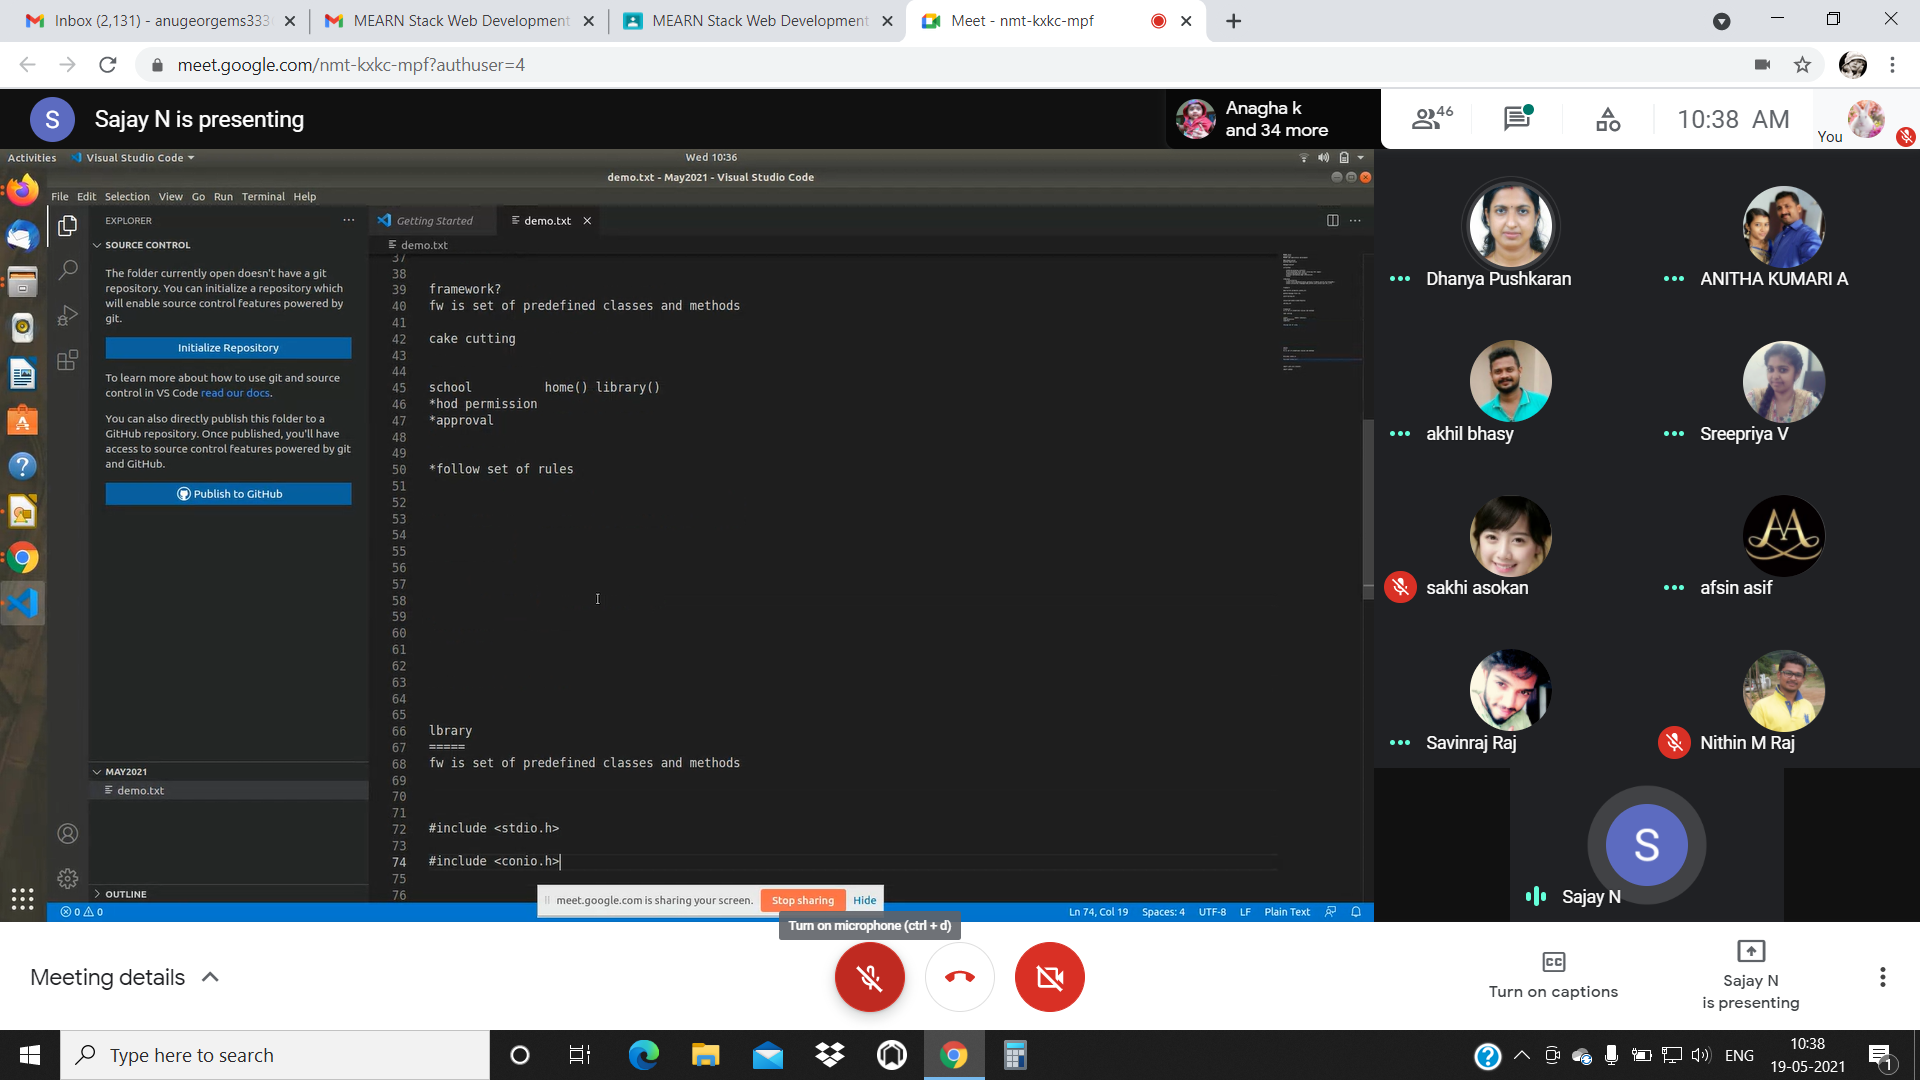 Inbox (2,131) - anugeorgems333
MEARN Stack Web Development
MEARN Stack Web Development
Meet - nmt-kxkc-mpf
meet.google.com/nmt-kxkc-mpf?authuser=4
S
Sajay N is presenting
Anagha k
and 34 more
46
10:38 AM
You
Activities
Visual Studio Code
Wed 10:36
demo.txt - May2021 - Visual Studio Code
File Edit Selection View Go Run Terminal Help
EXPLORER
Getting Started
demo.txt
SOURCE CONTROL
demo.txt
The folder currently open doesn't have a git
repository. You can initialize a repository which
will enable source control features powered by
git.
Initialize Repository
To learn more about how to use git and source
control in VS Code read our docs.
You can also directly publish this folder to a
GitHub repository. Once published, you'll have
access to source control features powered by git
and GitHub.
Publish to GitHub
MAY2021
demo.txt
OUTLINE
37
38
39 framework?
40 fw is set of predefined classes and methods
41
42 cake cutting
43
44
45 school home() library()
46 *hod permission
47 *approval
48
49
50 *follow set of rules
51
52
53
54
55
56
57
58
59
60
61
62
63
64
65
66 lbrary
67 =====
68 fw is set of predefined classes and methods
69
70
71
72 #include <stdio.h>
73
74 #include <conio.h>
75
76
0 0
Ln 74, Col 19 Spaces: 4 UTF-8 LF Plain Text
meet.google.com is sharing your screen.
Stop sharing
Hide
Turn on microphone (ctrl + d)
Dhanya Pushkaran
ANITHA KUMARI A
akhil bhasy
Sreepriya V
sakhi asokan
afsin asif
Savinraj Raj
Nithin M Raj
S
Sajay N
Meeting details
CC
Turn on captions
Sajay N
is presenting
Type here to search
ENG
10:38
19-05-2021
1